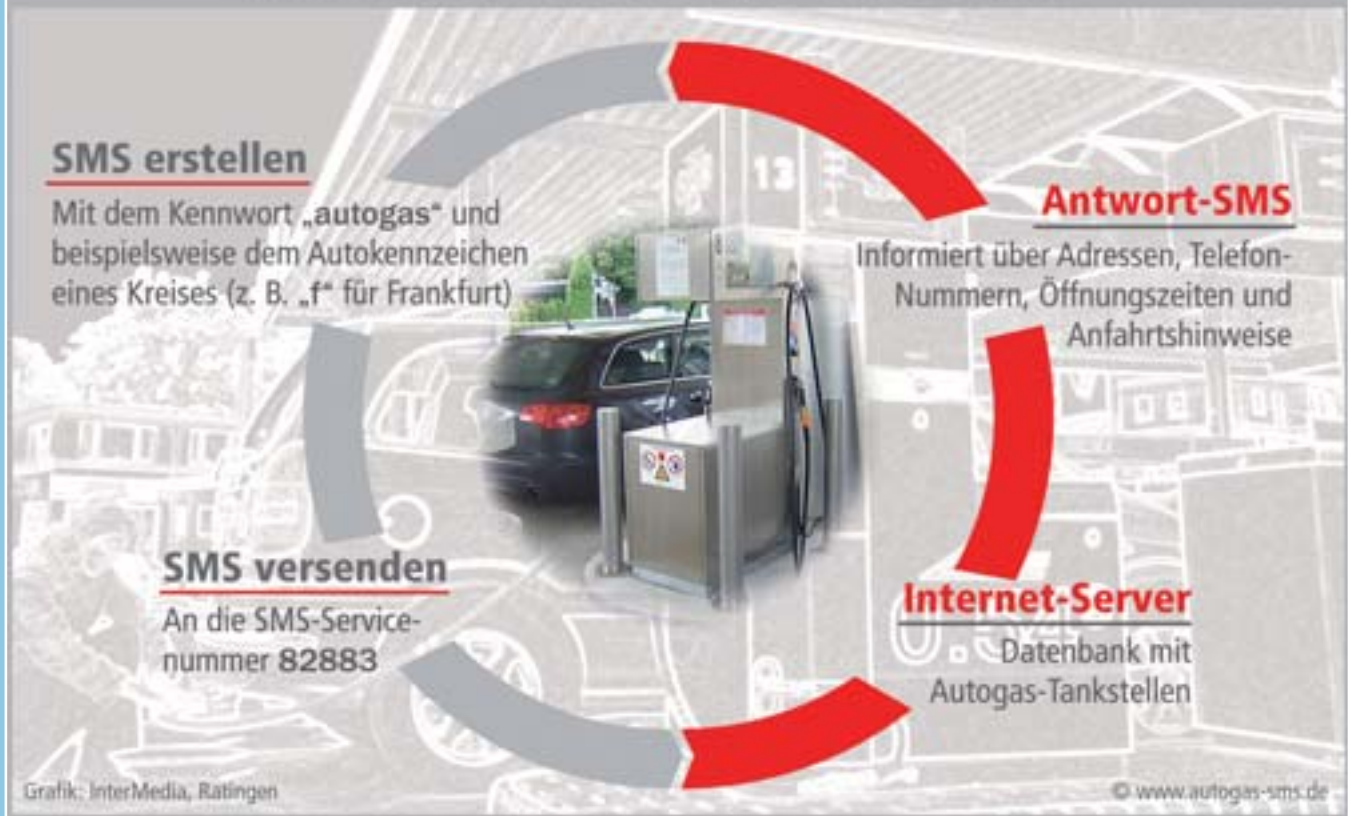 SMS erstellen
Mit dem Kennwort „autogas“ und
beispielsweise dem Autokennzeichen
eines Kreises (z. B. „f“ für Frankfurt)
Antwort-SMS
Informiert über Adressen, Telefon-
Nummern, Öffnungszeiten und
Anfahrtshinweise
13
SMS versenden
An die SMS-Service-
nummer 82883
Internet-Server
Datenbank mit
Autogas-Tankstellen
Grafik: InterMedia, Ratingen
© www.autogas-sms.de